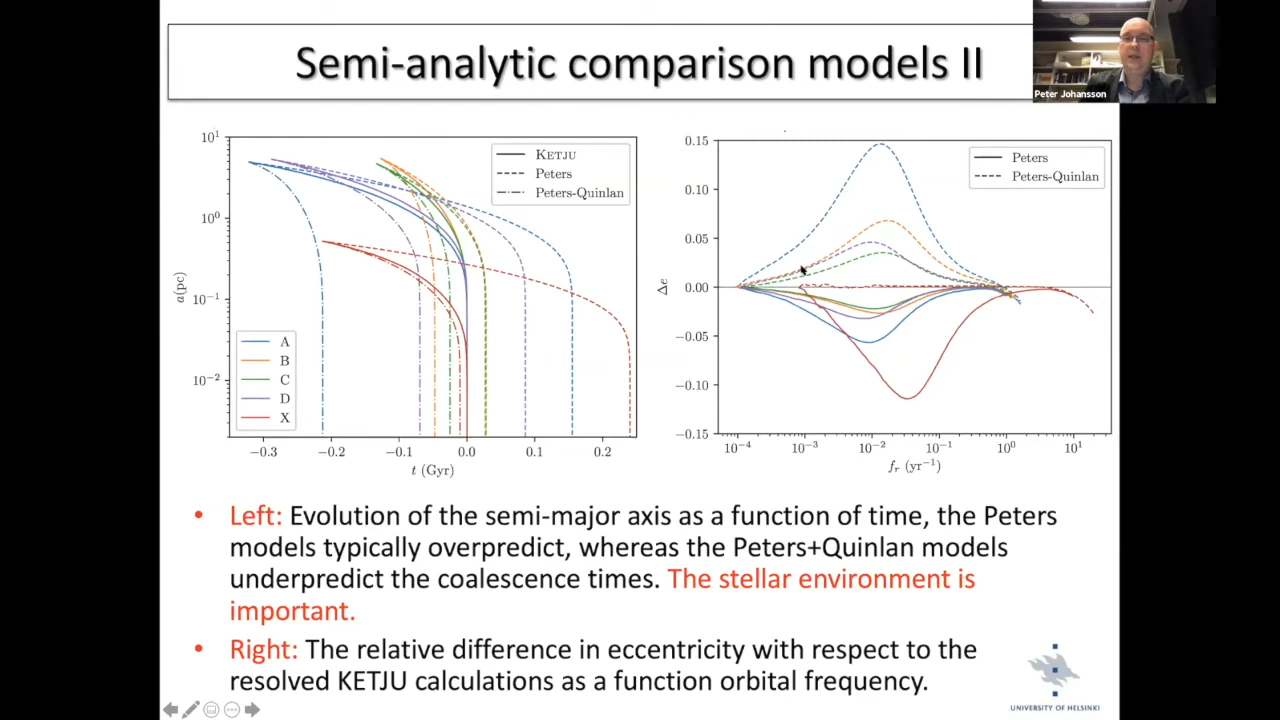 Semi-analytic comparison models II
Peter Johansson
10¹
10⁰
10⁻¹
10⁻²
a(pc)
KETJU
Peters
Peters-Quinlan
A
B
C
D
X
−0.3
−0.2
−0.1
0.0
0.1
0.2
t (Gyr)
0.15
0.10
0.05
0.00
−0.05
−0.10
−0.15
Δe
Peters
Peters-Quinlan
10⁻⁴
10⁻³
10⁻²
10⁻¹
10⁰
10¹
fᵣ (yr⁻¹)
• Left: Evolution of the semi-major axis as a function of time, the Peters
models typically overpredict, whereas the Peters+Quinlan models
underpredict the coalescence times. The stellar environment is
important.
• Right: The relative difference in eccentricity with respect to the
resolved KETJU calculations as a function orbital frequency.
UNIVERSITY OF HELSINKI